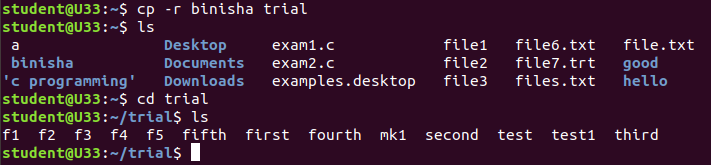 student@U33:~$ cp -r binisha trial
student@U33:~$ ls
a Desktop exam1.c file1 file6.txt file.txt
binisha Documents exam2.c file2 file7.trt good
'c programming' Downloads examples.desktop file3 files.txt hello
student@U33:~$ cd trial
student@U33:~/trial$ ls
f1 f2 f3 f4 f5 fifth first fourth mk1 second test test1 third
student@U33:~/trial$